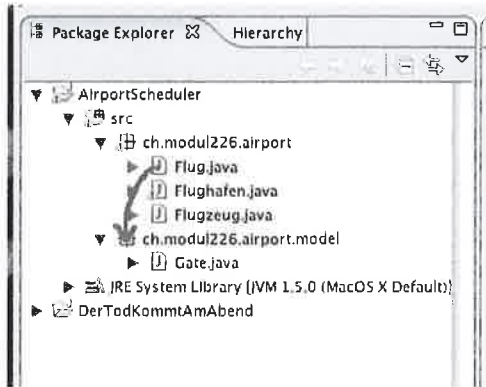 Package Explorer Hierarchy
AirportScheduler
src
ch.modul226.airport
Flug.java
Flughafen.java
Flugzeug.java
ch.modul226.airport.model
Gate.java
JRE System Library [JVM 1.5.0 (MacOS X Default)]
DerTodKommtAmAbend